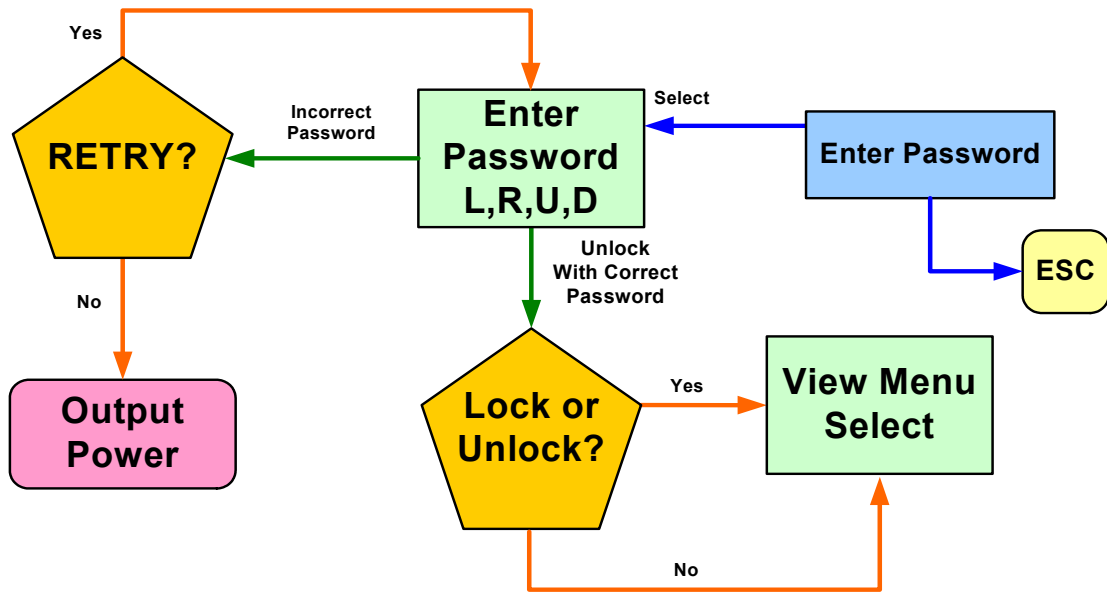 Yes
RETRY?
Incorrect
Password
Enter
Password
L,R,U,D
Select
Enter Password
ESC
Unlock
With Correct
Password
No
Output
Power
Lock or
Unlock?
Yes
View Menu
Select
No